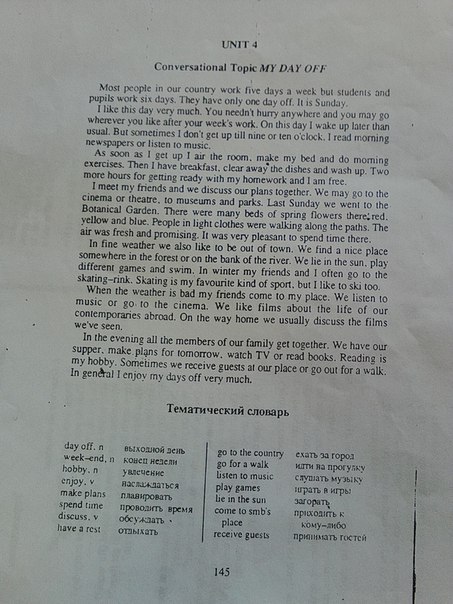 UNIT 4
Conversational Topic MY DAY OFF
Most people in our country work five days a week but students and
pupils work six days. They have only one day off. It is Sunday.
I like this day very much. You needn't hurry anywhere and you may go
wherever you like after your week's work. On this day I wake up later than
usual. But sometimes I don't get up till nine or ten o'clock. I read morning
newspapers or listen to music.
As soon as I get up I air the room, make my bed and do morning
exercises. Then I have breakfast, clear away the dishes and wash up. Two
more hours for getting ready with my homework and I am free.
I meet my friends and we discuss our plans together. We may go to the
cinema or theatre, to museums and parks. Last Sunday we went to the
Botanical Garden. There were many beds of spring flowers there: red,
yellow and blue. People in light clothes were walking along the paths. The
air was fresh and promising. It was very pleasant to spend time there.
In fine weather we also like to be out of town. We find a nice place
somewhere in the forest or on the bank of the river. We lie in the sun, play
different games and swim. In winter my friends and I often go to the
skating-rink. Skating is my favourite kind of sport, but I like to ski too.
When the weather is bad my friends come to my place. We listen to
music or go to the cinema. We like films about the life of our
contemporaries abroad. On the way home we usually discuss the films
we've seen.
In the evening all the members of our family get together. We have our
supper, make plans for tomorrow, watch TV or read books. Reading is
my hobby. Sometimes we receive guests at our place or go out for a walk.
In general I enjoy my days off very much.
Тематический словарь
day off, n выходной день
week-end, n конец недели
hobby, n увлечение
enjoy, v наслаждаться
make plans планировать
spend time проводить время
discuss, v обсуждать
have a rest отдыхать
go to the country ехать за город
go for a walk идти на прогулку
listen to music слушать музыку
play games играть в игры
lie in the sun загорать
come to smb's приходить к
place кому-либо
receive guests принимать гостей
145